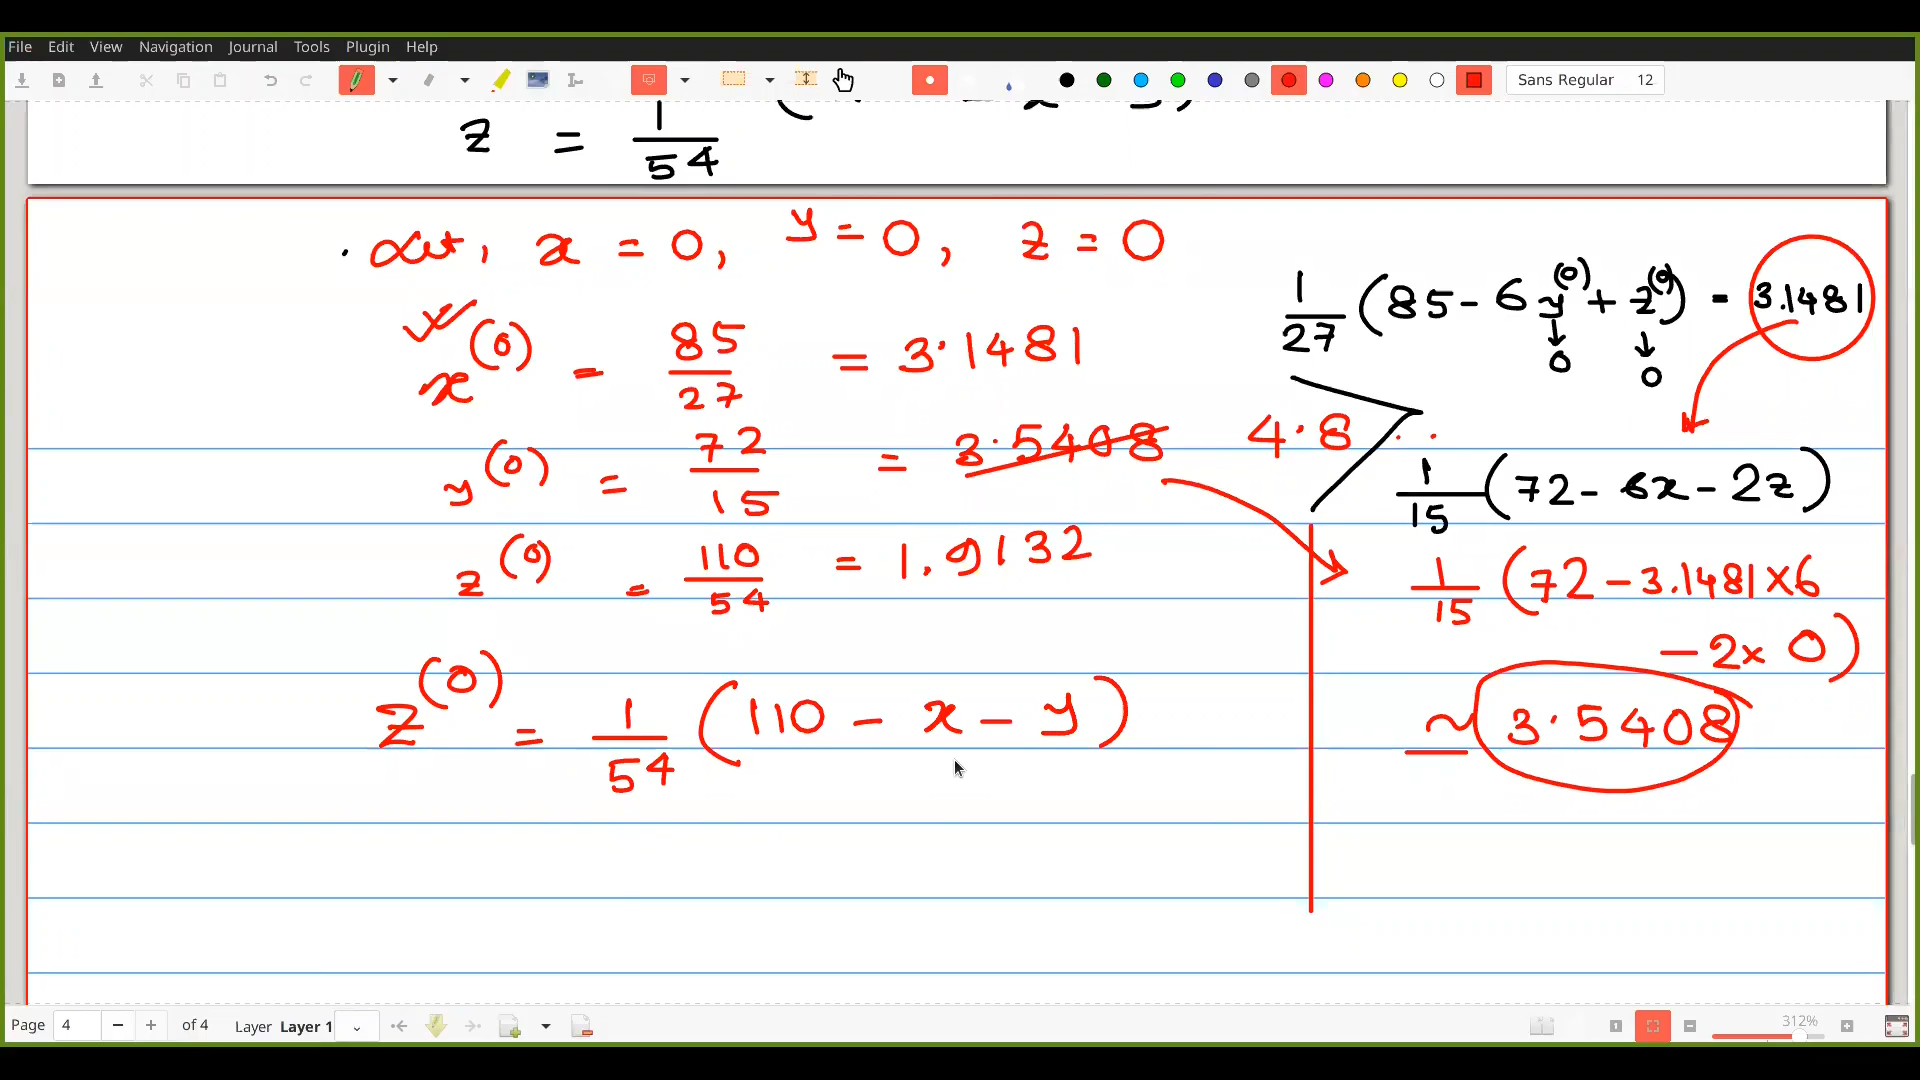 File Edit View Navigation Journal Tools Plugin Help
Sans Regular 12
z = 1/54
. at, x = 0, y = 0, z = 0
x^(0) = 85/27 = 3.1481
y^(0) = 72/15 = 3.5408 4.8 ..
z^(0) = 110/54 = 1.9132
z^(0) = 1/54 (110 - x - y)
1/27 (85 - 6y^(0) + z^(0)) = 3.1481
0 0
1/15 (72 - 6x - 2z)
1/15 (72 - 3.1481 × 6
- 2 × 0)
~ 3.5408
Page 4 of 4 Layer Layer 1 312%